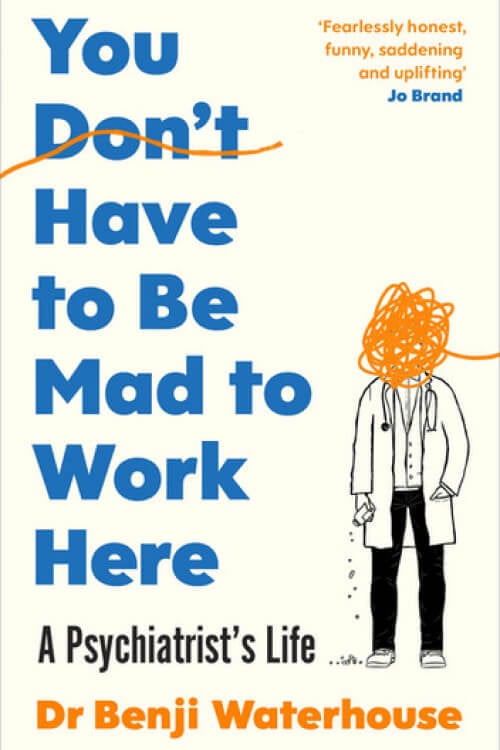 You
Don't
Have
to Be
Mad to
Work
Here
'Fearlessly honest,
funny, saddening
and uplifting'
Jo Brand
A Psychiatrist's Life
Dr Benji Waterhouse